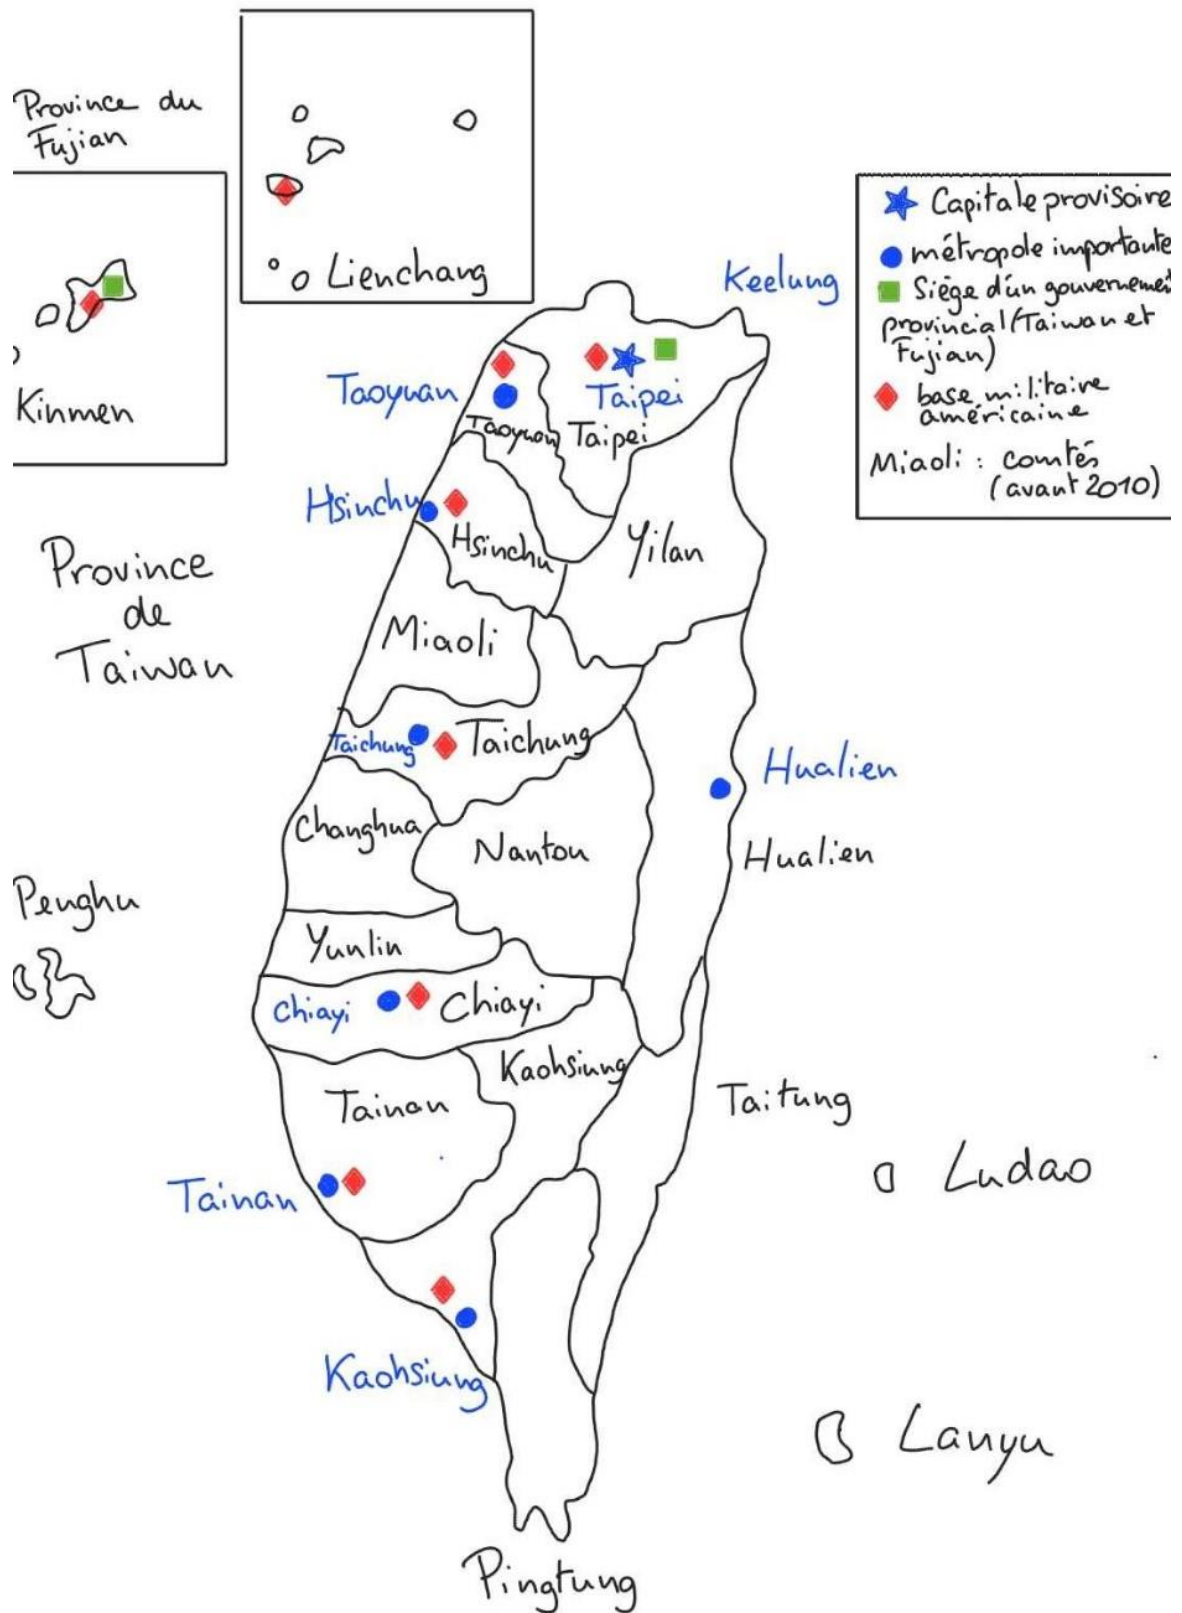 Province du
Fujian
Lienchang
Kinmen
Keelung
Capitale provisoire
métropole importante
Siège d'un gouvernement
provincial (Taiwan et
Fujian)
base militaire
américaine
Miaoli : comtés
(avant 2010)
Taoyuan
Taipei
Taoyuan
Taipei
Hsinchu
Hsinchu
Yilan
Province
de
Taiwan
Miaoli
Taichung
Taichung
Hualien
Changhua
Nantou
Hualien
Penghu
Yunlin
Chiayi
Chiayi
Kaohsiung
Tainan
Taitung
Ludao
Tainan
Kaohsiung
Lanyu
Pingtung